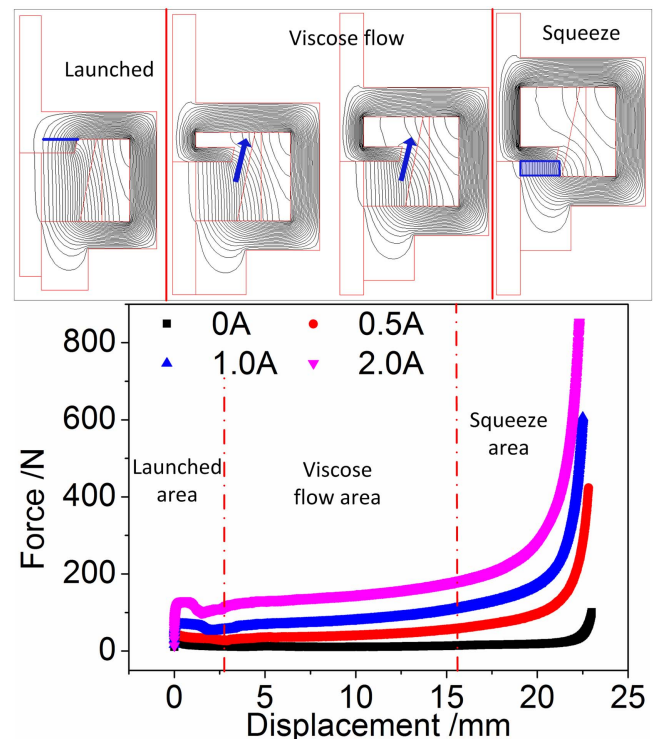 Launched
Viscose flow
Squeeze
0A
0.5A
1.0A
2.0A
Launched
area
Viscose
flow area
Squeeze
area
Force /N
800
600
400
200
0
0
5
10
15
20
25
Displacement /mm